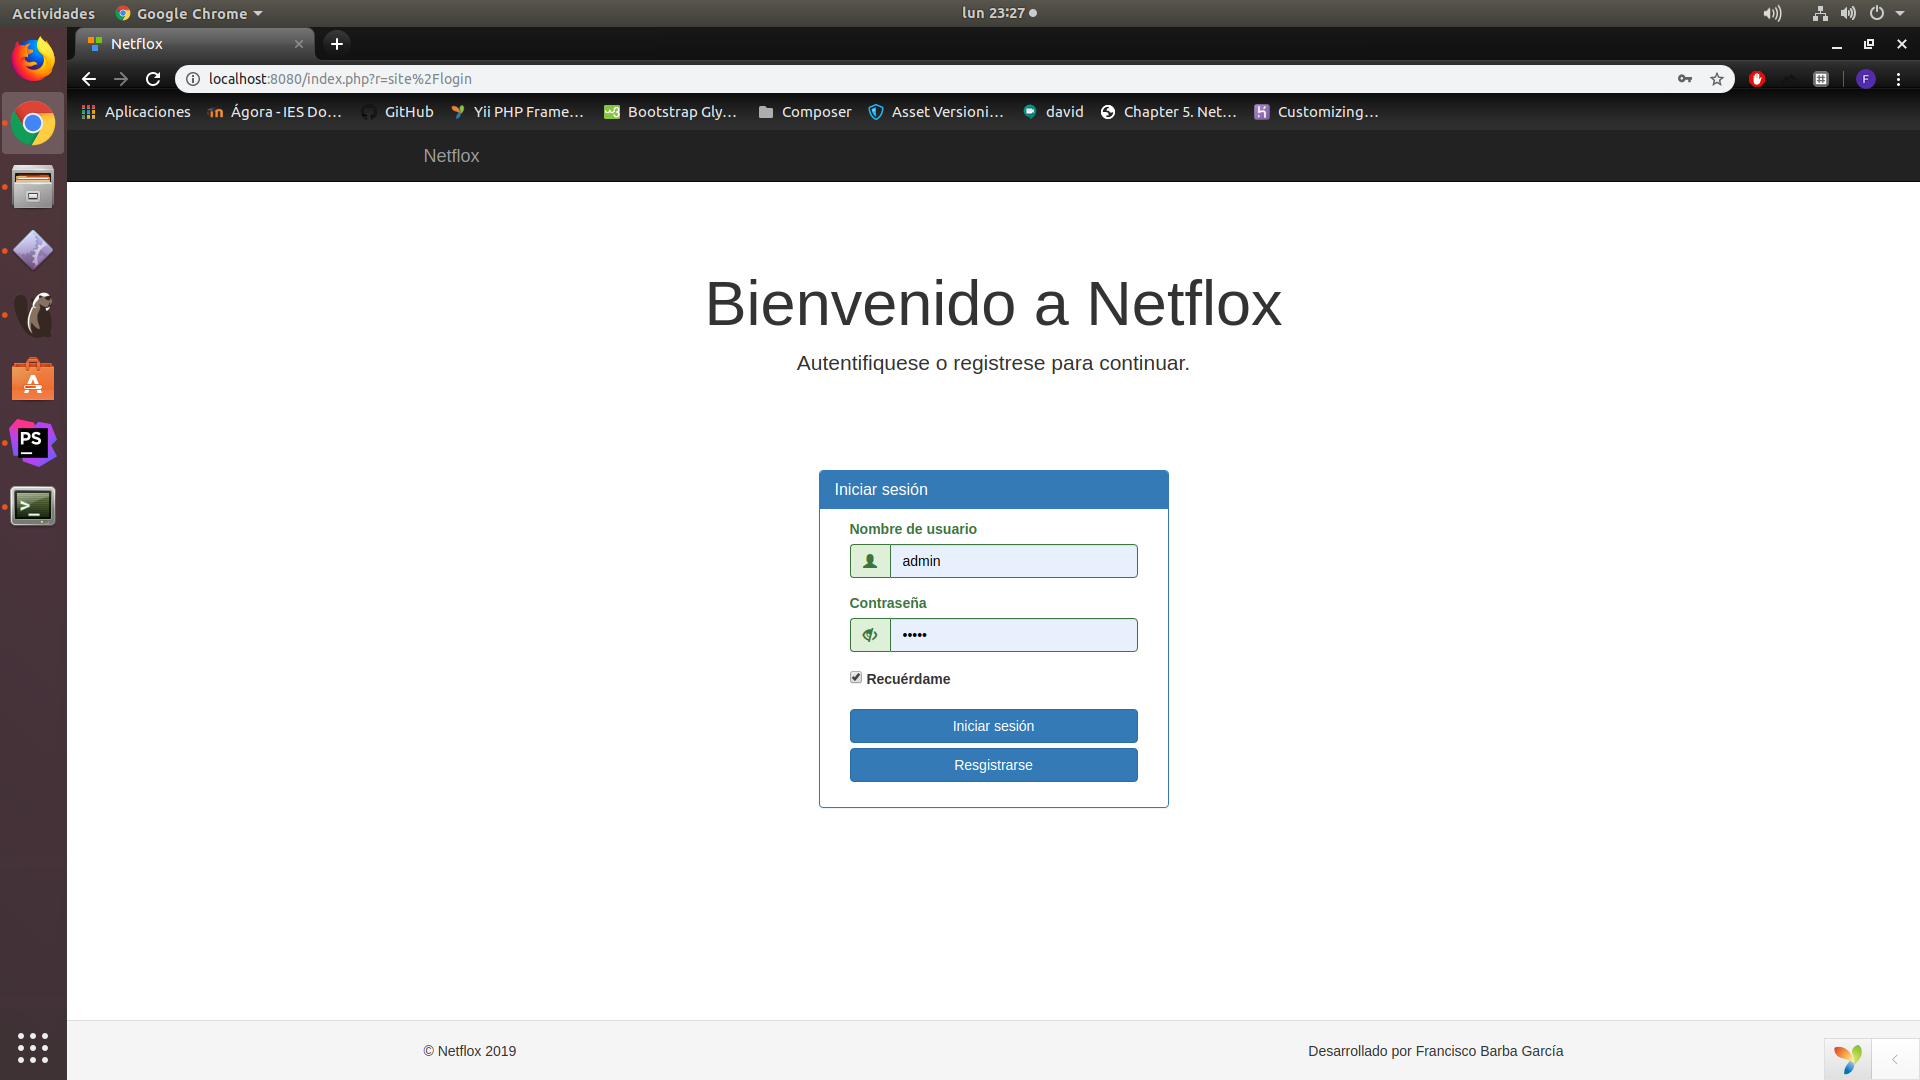 Actividades
Google Chrome
lun 23:27
Netflox
localhost:8080/index.php?r=site%2Flogin
F
Aplicaciones
Ágora - IES Do...
GitHub
Yii PHP Frame...
Bootstrap Gly...
Composer
Asset Versioni...
david
Chapter 5. Net...
Customizing...
Netflox
Bienvenido a Netflox
Autentifiquese o registrese para continuar.
Iniciar sesión
Nombre de usuario
admin
Contraseña
•••••
Recuérdame
Iniciar sesión
Resgistrarse
PS
© Netflox 2019
Desarrollado por Francisco Barba García